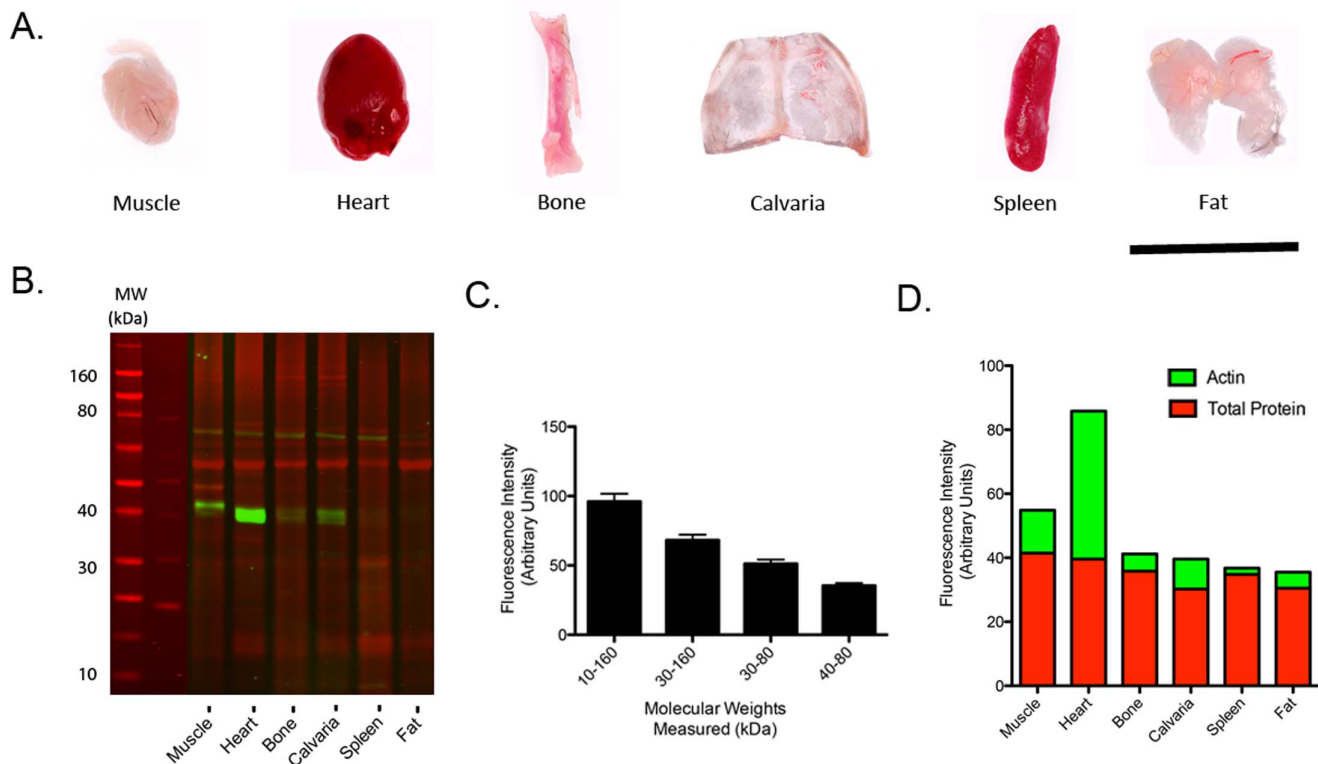 A.
Muscle
Heart
Bone
Calvaria
Spleen
Fat
B.
MW
(kDa)
160
80
40
30
10
Muscle
Heart
Bone
Calvaria
Spleen
Fat
C.
Fluorescence Intensity
(Arbitrary Units)
150
100
50
0
10-160
30-160
30-80
40-80
Molecular Weights
Measured (kDa)
D.
Fluorescence Intensity
(Arbitrary Units)
100
80
60
40
20
0
Actin
Total Protein
Muscle
Heart
Bone
Calvaria
Spleen
Fat